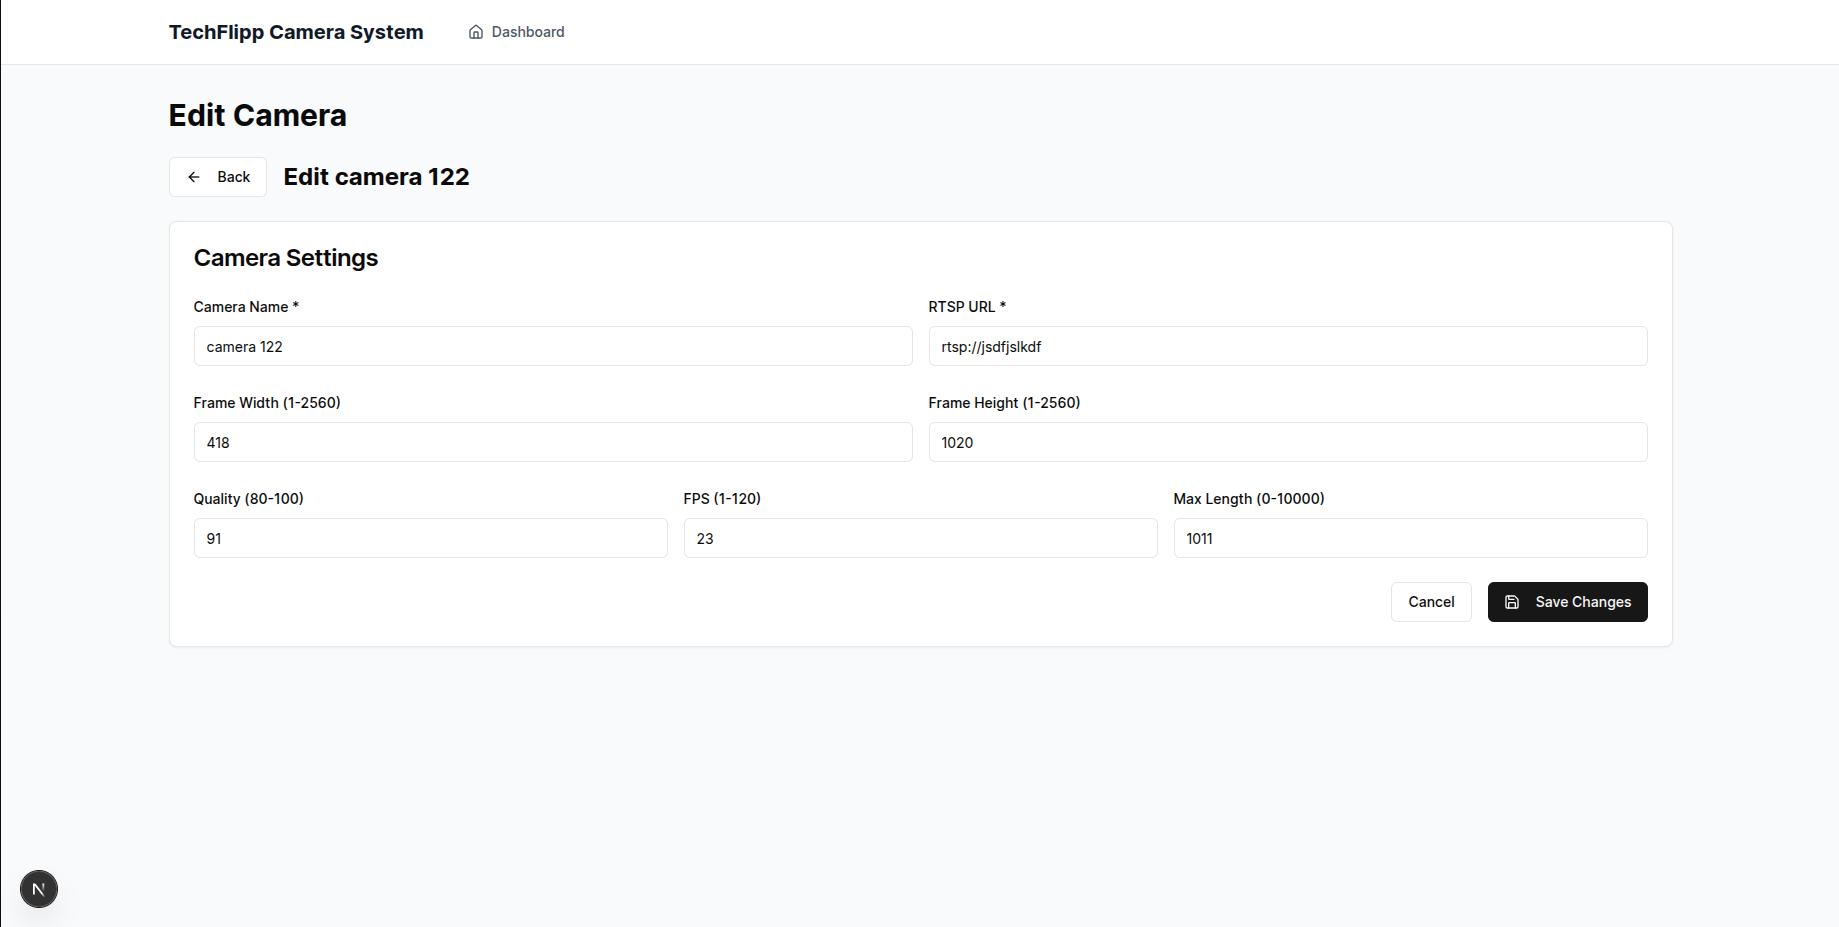 TechFlipp Camera System Dashboard
Edit Camera
Back Edit camera 122
Camera Settings
Camera Name * RTSP URL *
camera 122 rtsp://jsdfjslkdf
Frame Width (1-2560) Frame Height (1-2560)
418 1020
Quality (80-100) FPS (1-120) Max Length (0-10000)
91 23 1011
Cancel Save Changes
N